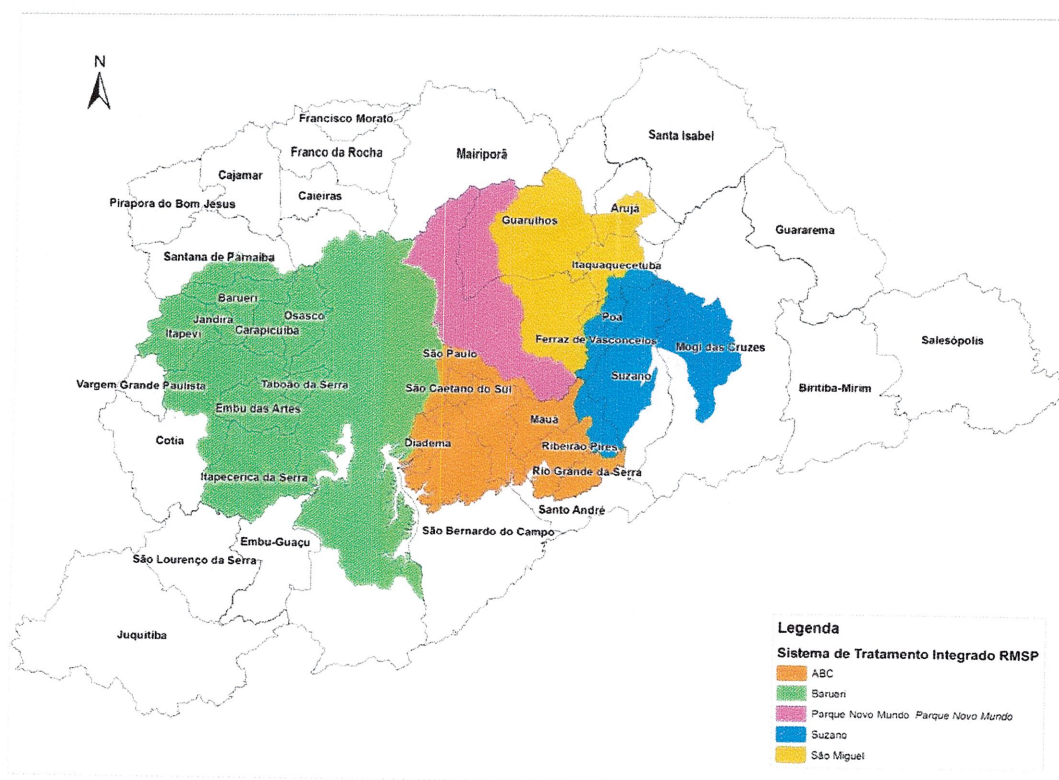 N
Francisco Morato
Santa Isabel
Franco da Rocha
Mairiporã
Cajamar
Caieiras
Pirapora do Bom Jesus
Arujá
Guarulhos
Guararema
Santana de Parnaíba
Itaquaquecetuba
Barueri
Osasco
Poá
Jandira
Carapicuíba
Itapevi
Ferraz de Vasconcelos
Mogi das Cruzes
Salesópolis
São Paulo
Suzano
Vargem Grande Paulista
Taboão da Serra
São Caetano do Sul
Biritiba-Mirim
Embu das Artes
Mauá
Cotia
Diadema
Ribeirão Pires
Itapecerica da Serra
Rio Grande da Serra
Santo André
São Bernardo do Campo
Embu-Guaçu
São Lourenço da Serra
Juquitiba
Legenda
Sistema de Tratamento Integrado RMSP
ABC
Barueri
Parque Novo Mundo Parque Novo Mundo
Suzano
São Miguel